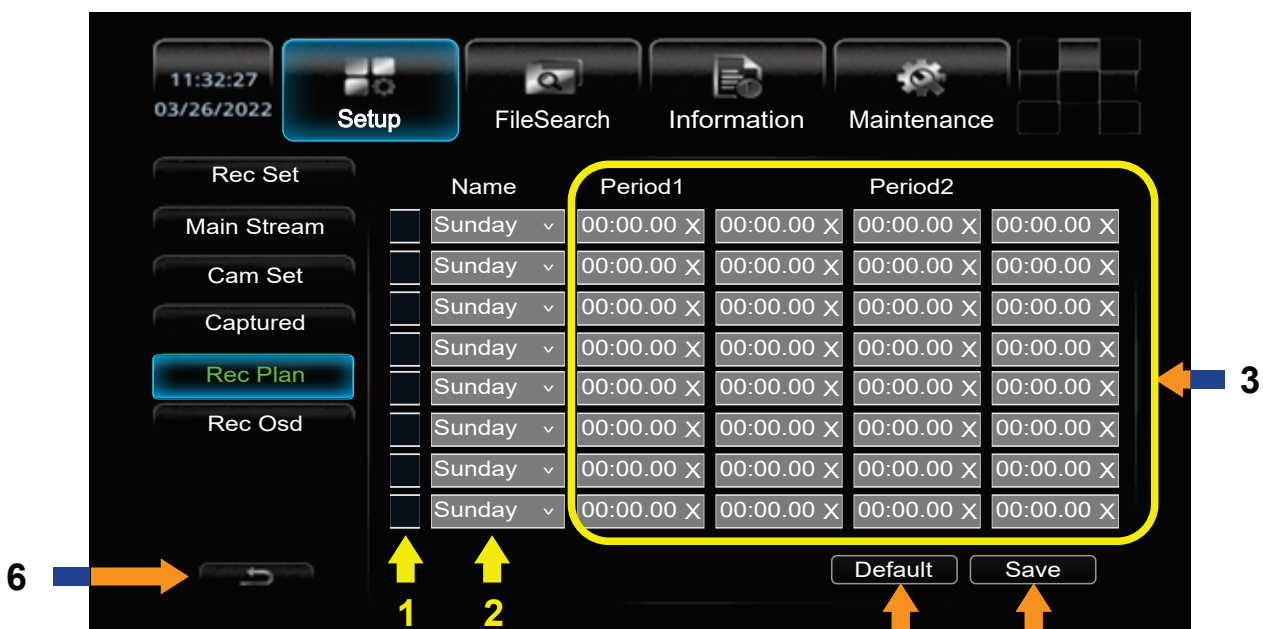 11:32:27
03/26/2022
Setup
FileSearch
Information
Maintenance
Rec Set
Main Stream
Cam Set
Captured
Rec Plan
Rec Osd
Name Period1 Period2
Sunday 00:00.00 X 00:00.00 X 00:00.00 X 00:00.00 X
Sunday 00:00.00 X 00:00.00 X 00:00.00 X 00:00.00 X
Sunday 00:00.00 X 00:00.00 X 00:00.00 X 00:00.00 X
Sunday 00:00.00 X 00:00.00 X 00:00.00 X 00:00.00 X
Sunday 00:00.00 X 00:00.00 X 00:00.00 X 00:00.00 X
Sunday 00:00.00 X 00:00.00 X 00:00.00 X 00:00.00 X
Sunday 00:00.00 X 00:00.00 X 00:00.00 X 00:00.00 X
Sunday 00:00.00 X 00:00.00 X 00:00.00 X 00:00.00 X
3
Default Save
6
1 2